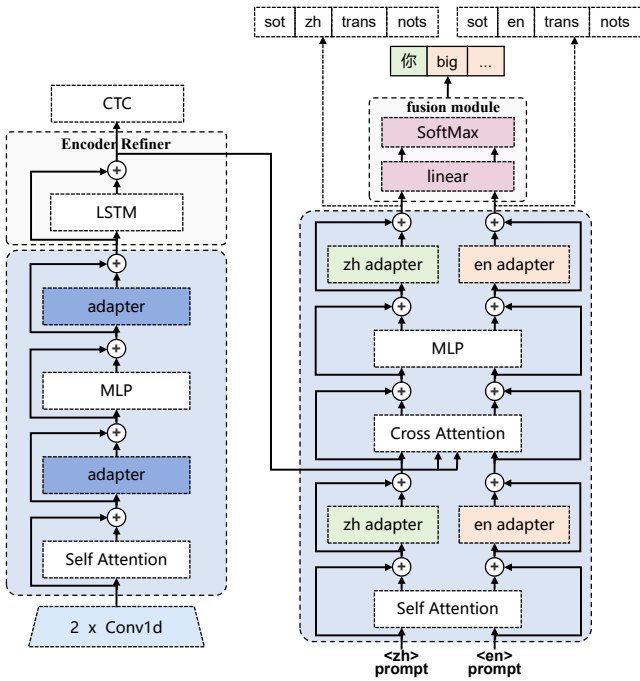 sot zh trans nots
sot en trans nots
你 big ...
fusion module
SoftMax
linear
CTC
Encoder Refiner
LSTM
adapter
MLP
adapter
Self Attention
2 x Conv1d
zh adapter en adapter
MLP
Cross Attention
zh adapter en adapter
Self Attention
<zh> <en>
prompt prompt